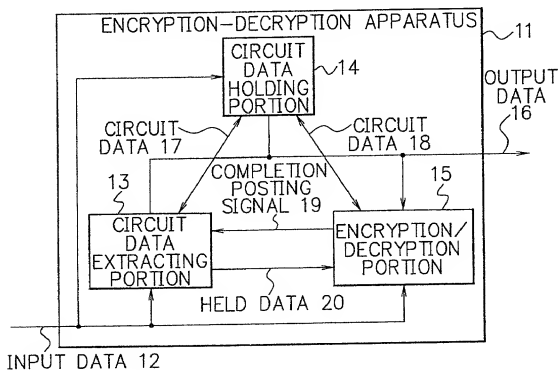 ENCRYPTION-DECRYPTION APPARATUS
11
CIRCUIT
DATA
HOLDING
PORTION
14
OUTPUT
DATA
16
CIRCUIT
DATA 17
CIRCUIT
DATA 18
COMPLETION
POSTING
SIGNAL 19
13
CIRCUIT
DATA
EXTRACTING
PORTION
15
ENCRYPTION/
DECRYPTION
PORTION
HELD DATA 20
INPUT DATA 12